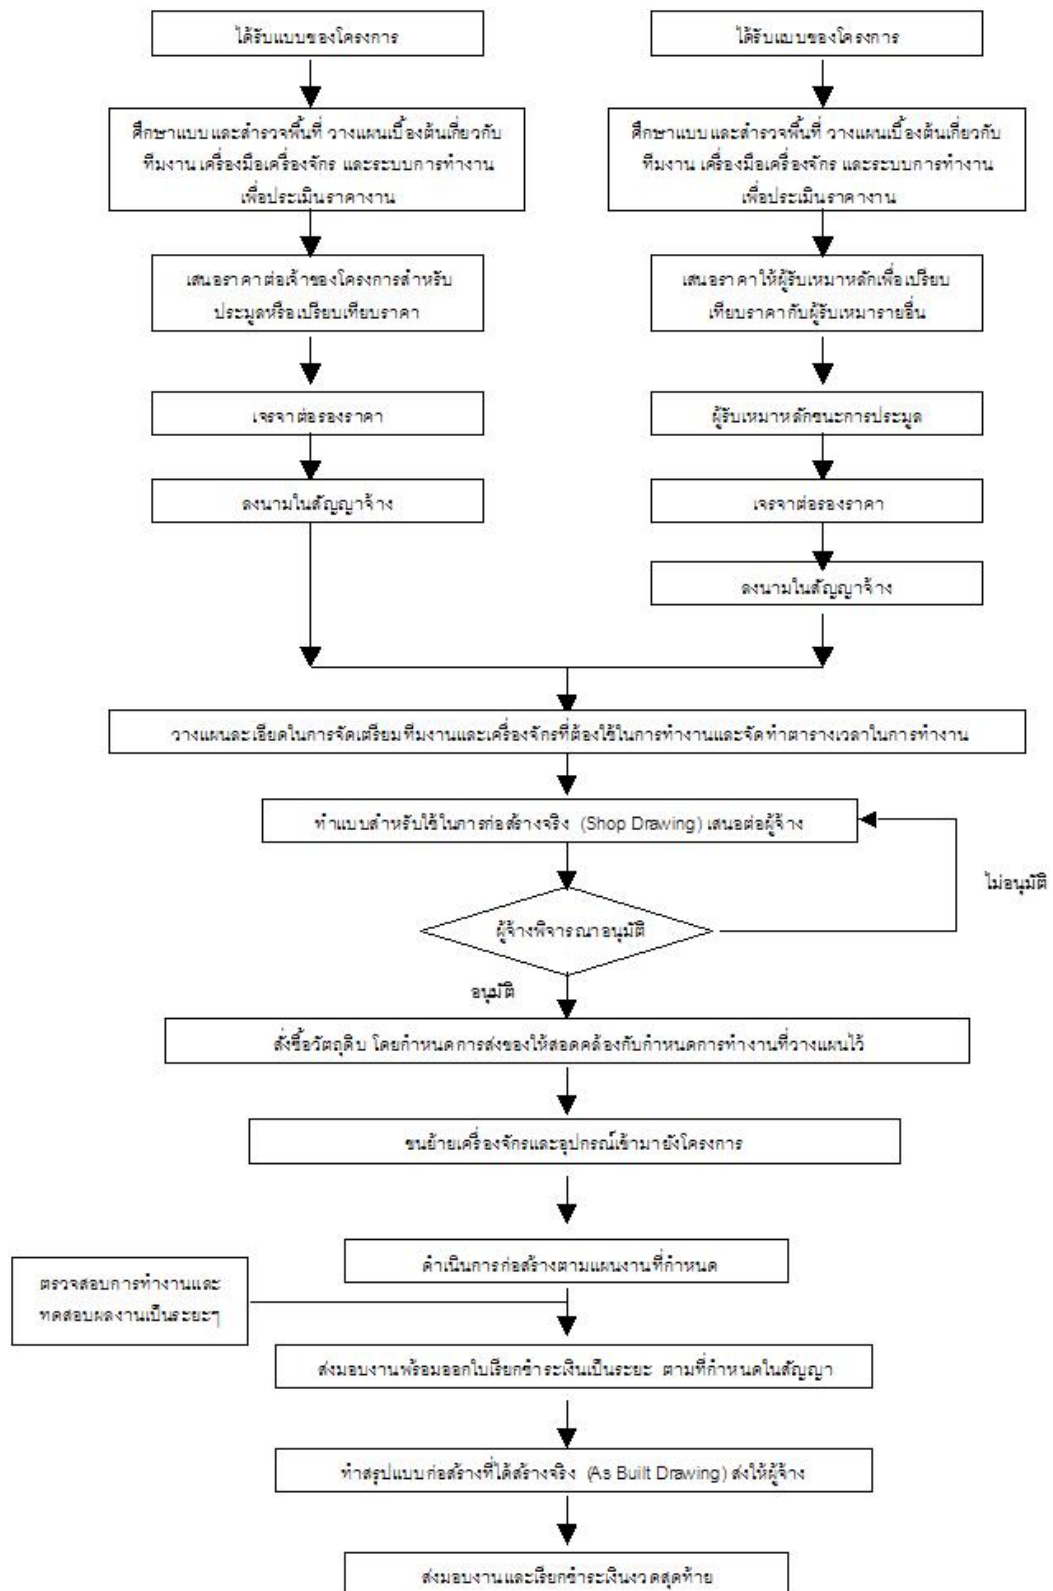 ได้รับแบบของโครงการ
ศึกษาแบบและสำรวจพื้นที่ วางแผนเบื้องต้นเกี่ยวกับ
ทีมงาน เครื่องมือเครื่องจักร และระบบการทำงาน
เพื่อประเมินราคางาน
เสนอราคาต่อเจ้าของโครงการสำหรับ
ประมูลหรือเปรียบเทียบราคา
เจรจาต่อรองราคา
ลงนามในสัญญาจ้าง
ได้รับแบบของโครงการ
ศึกษาแบบและสำรวจพื้นที่ วางแผนเบื้องต้นเกี่ยวกับ
ทีมงาน เครื่องมือเครื่องจักร และระบบการทำงาน
เพื่อประเมินราคางาน
เสนอราคาให้ผู้รับเหมาหลักเพื่อเปรียบ
เทียบราคากับผู้รับเหมารายอื่น
ผู้รับเหมาหลักชนะการประมูล
เจรจาต่อรองราคา
ลงนามในสัญญาจ้าง
วางแผนละเอียดในการจัดเตรียมทีมงานและเครื่องจักรที่ต้องใช้ในการทำงานและจัดทำตารางเวลาในการทำงาน
ทำแบบสำหรับใช้ในการก่อสร้างจริง (Shop Drawing) เสนอต่อผู้จ้าง
ไม่อนุมัติ
ผู้จ้างพิจารณาอนุมัติ
อนุมัติ
สั่งซื้อวัตถุดิบ โดยกำหนดการส่งของให้สอดคล้องกับกำหนดการทำงานที่วางแผนไว้
ขนย้ายเครื่องจักรและอุปกรณ์เข้ามายังโครงการ
ดำเนินการก่อสร้างตามแผนงานที่กำหนด
ตรวจสอบการทำงานและ
ทดสอบผลงานเป็นระยะๆ
ส่งมอบงานพร้อมออกใบเรียกชำระเงินเป็นระยะ ตามที่กำหนดในสัญญา
ทำสรุปแบบก่อสร้างที่ได้สร้างจริง (As Built Drawing) ส่งให้ผู้จ้าง
ส่งมอบงานและเรียกชำระเงินงวดสุดท้าย